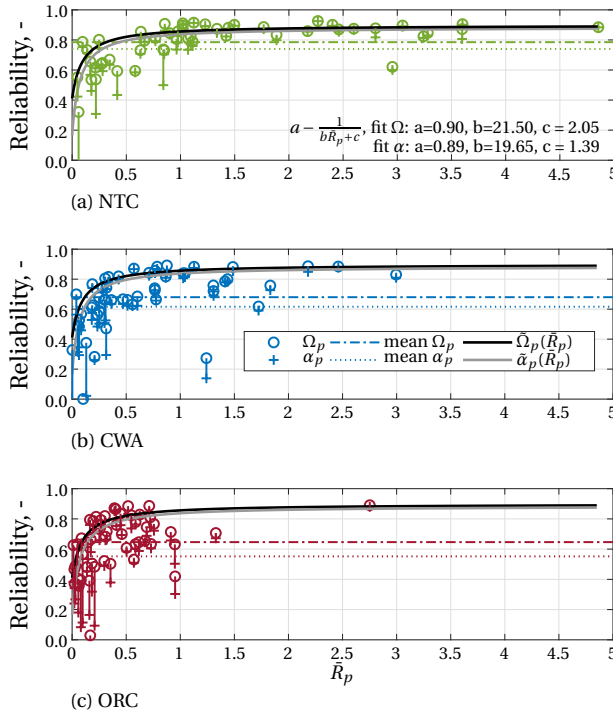 Reliability, -
1.0
0.8
0.6
0.4
0.2
0.0
a − 1/(bR̄p+c), fit Ω: a=0.90, b=21.50, c = 2.05
fit α: a=0.89, b=19.65, c = 1.39
0 0.5 1 1.5 2 2.5 3 3.5 4 4.5 5
(a) NTC
Reliability, -
1.0
0.8
0.6
0.4
0.2
0.0
Ωp mean Ωp Ω̃p(R̄p)
αp mean αp α̃p(R̄p)
0 0.5 1 1.5 2 2.5 3 3.5 4 4.5 5
(b) CWA
Reliability, -
1.0
0.8
0.6
0.4
0.2
0.0
0 0.5 1 1.5 2 2.5 3 3.5 4 4.5 5
R̄p
(c) ORC